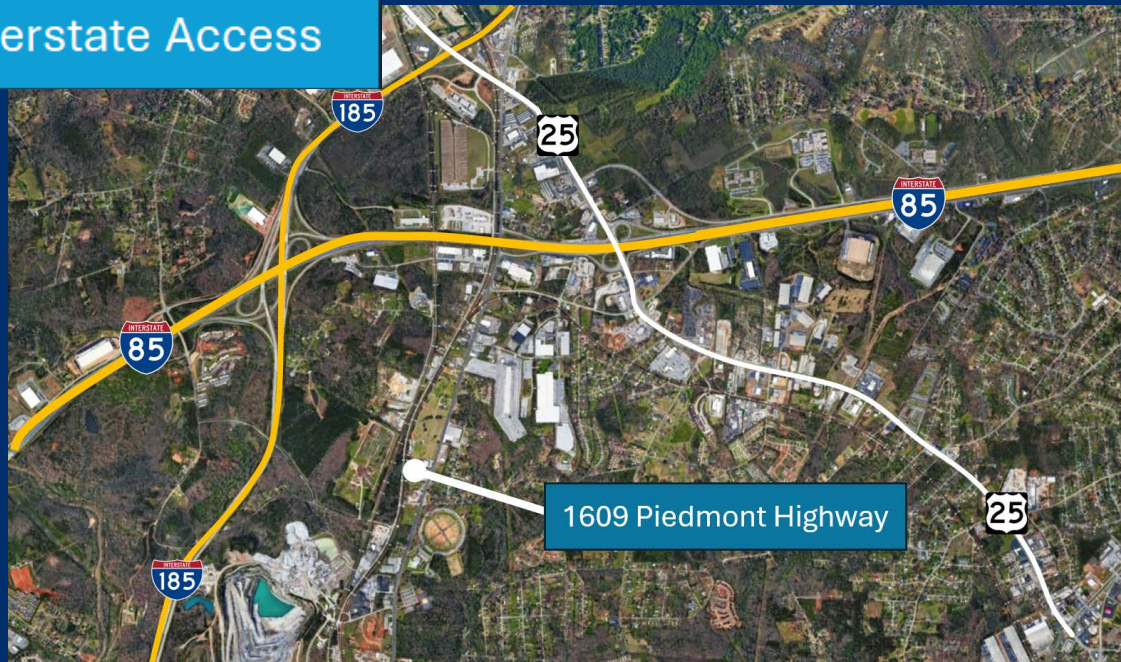 erstate Access
INTERSTATE
185
25
INTERSTATE
85
INTERSTATE
85
1609 Piedmont Highway
25
INTERSTATE
185